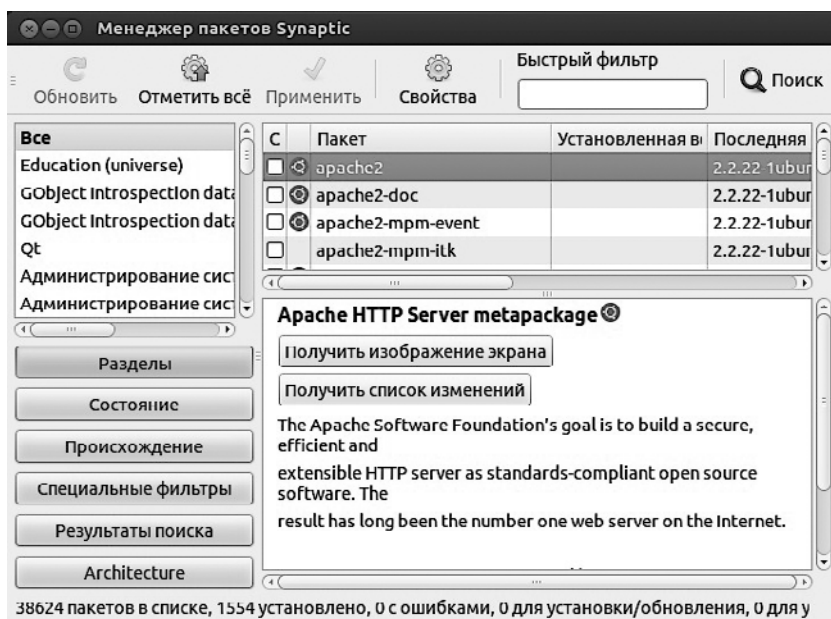 Менеджер пакетов Synaptic
Обновить Отметить всё Применить Свойства Быстрый фильтр Поиск
Все
Education (universe)
GObject Introspection data
GObject Introspection data
Qt
Администрирование сист
Администрирование сист
Разделы
Состояние
Происхождение
Специальные фильтры
Результаты поиска
Architecture
С Пакет Установленная в Последняя
apache2 2.2.22-1ubur
apache2-doc 2.2.22-1ubur
apache2-mpm-event 2.2.22-1ubur
apache2-mpm-itk 2.2.22-1ubur
Apache HTTP Server metapackage
Получить изображение экрана
Получить список изменений
The Apache Software Foundation's goal is to build a secure,
efficient and
extensible HTTP server as standards-compliant open source
software. The
result has long been the number one web server on the Internet.
38624 пакетов в списке, 1554 установлено, 0 с ошибками, 0 для установки/обновления, 0 для у